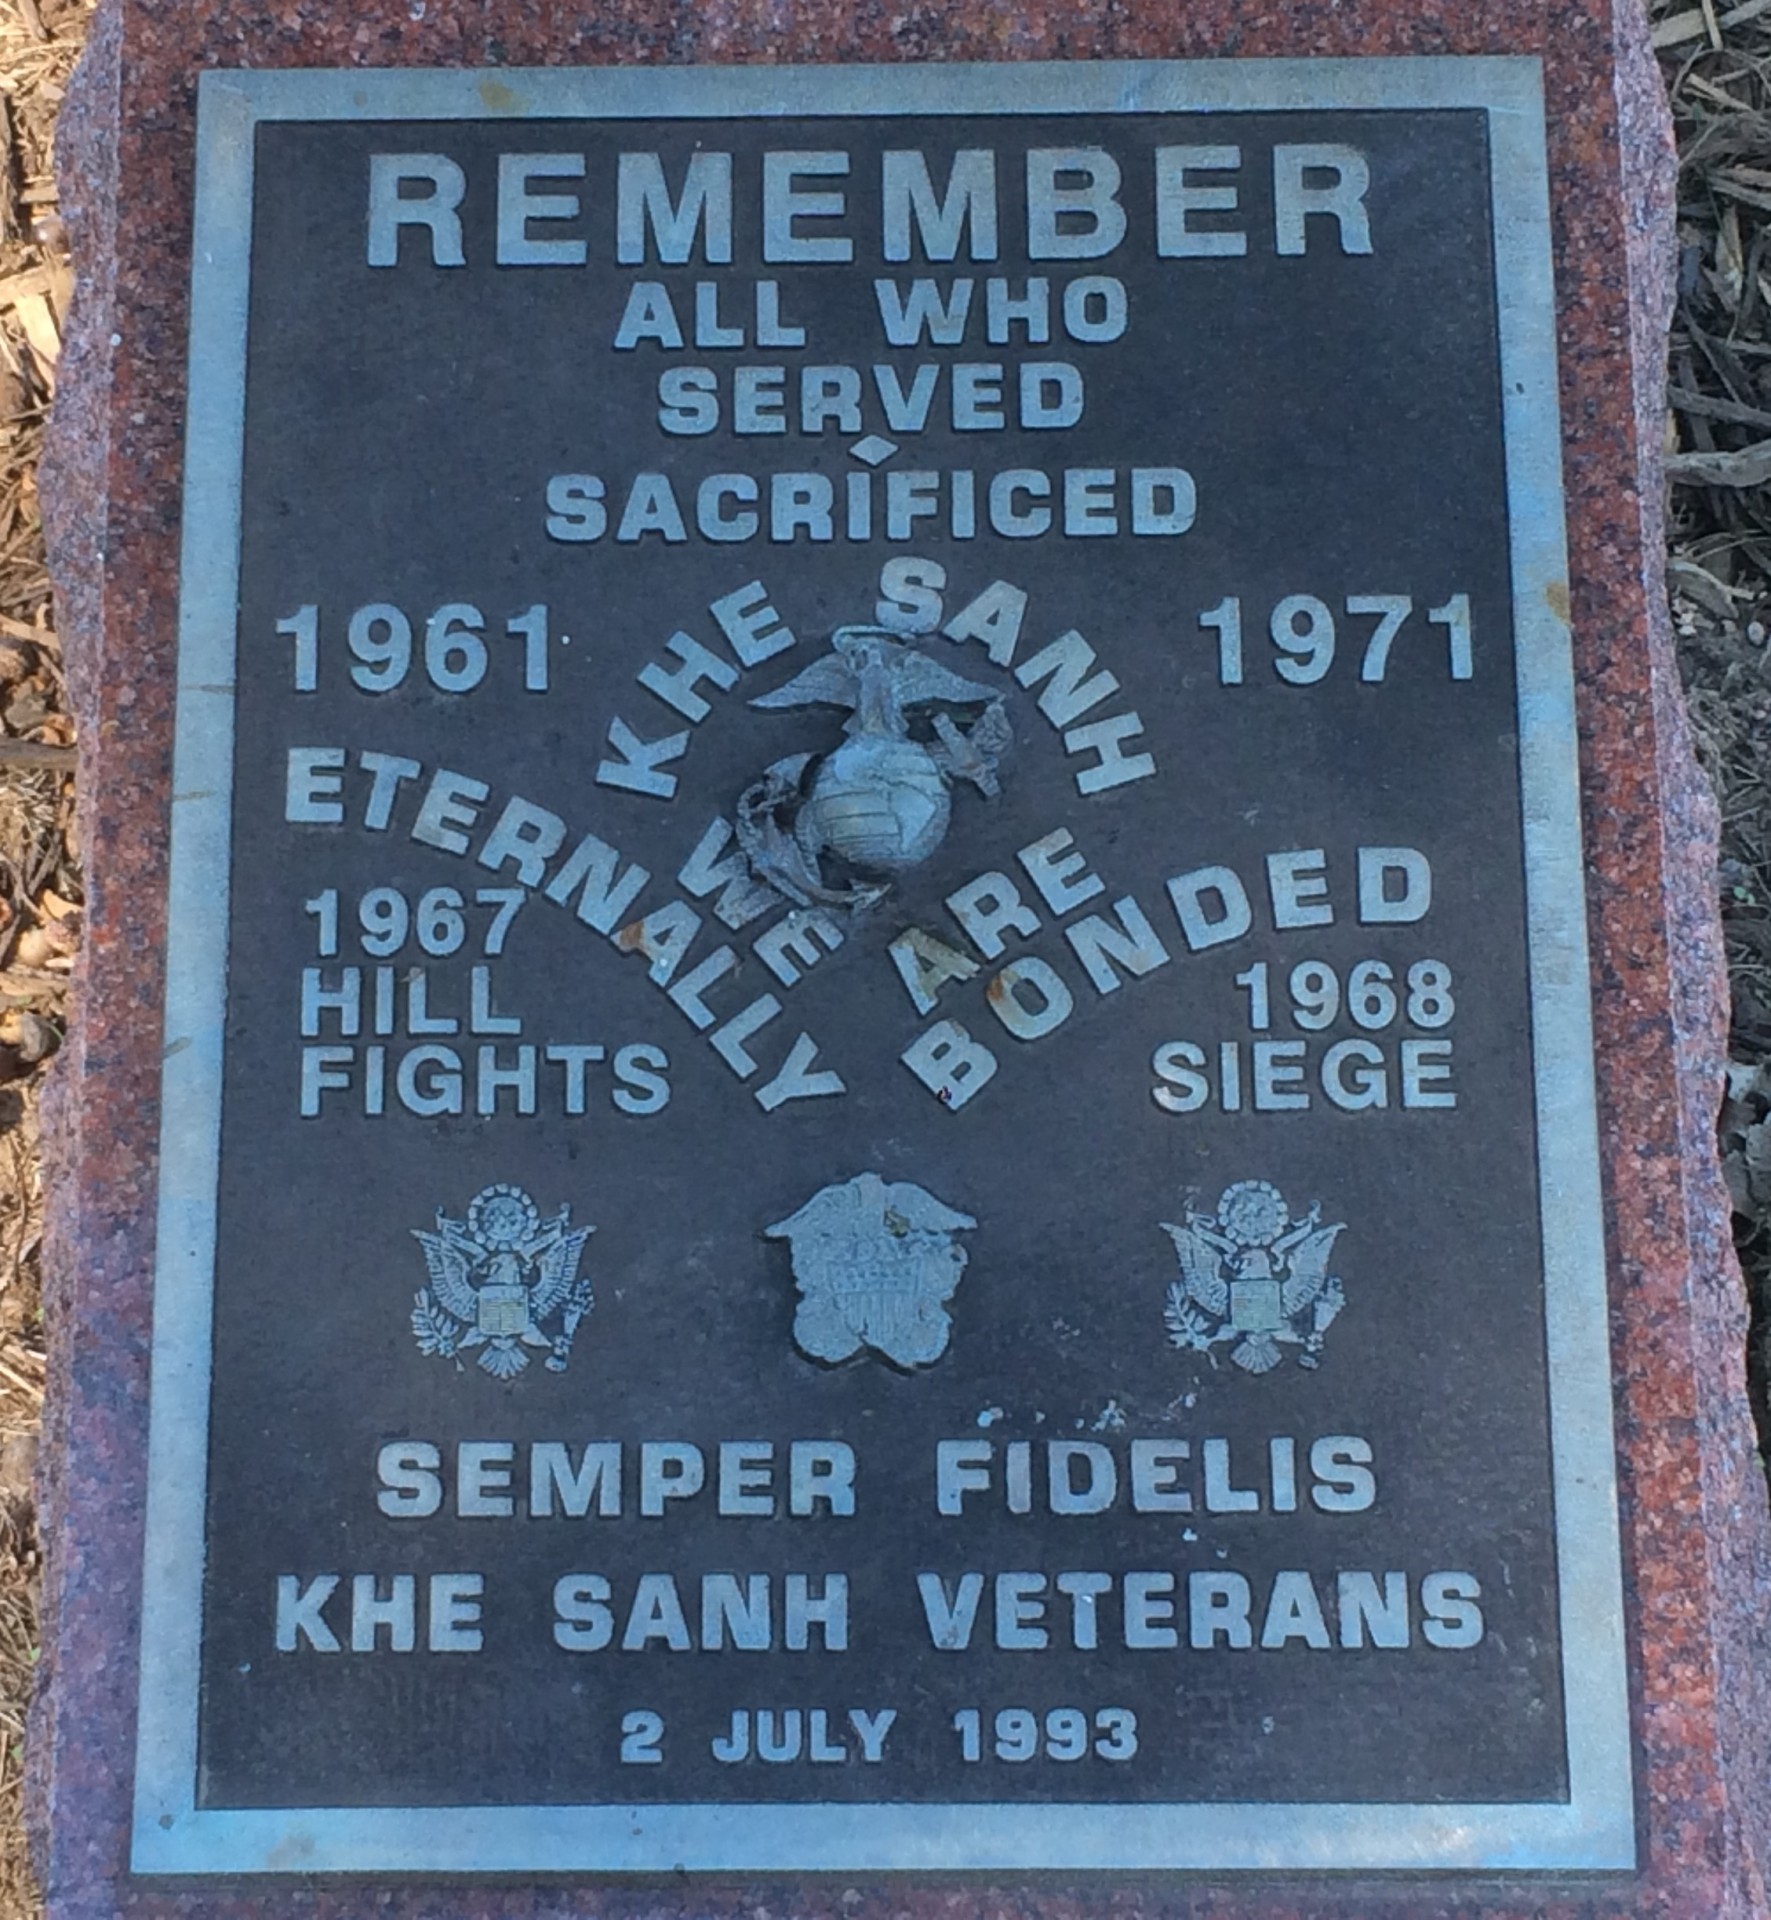 REMEMBER
ALL WHO
SERVED
SACRIFICED
KHE SANH
1961
1971
WE ARE
ETERNALLY BONDED
1967
HILL
FIGHTS
1968
SIEGE
SEMPER FIDELIS
KHE SANH VETERANS
2 JULY 1993